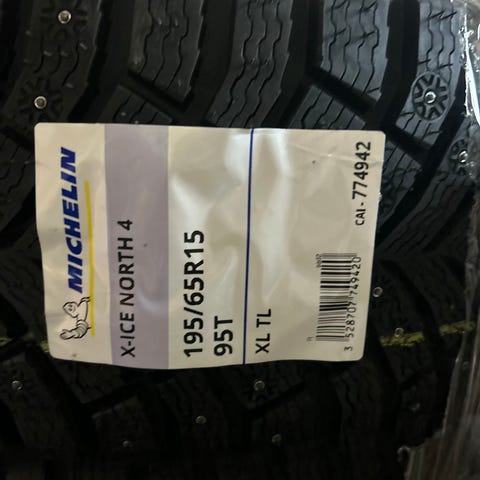 MICHELIN
X-ICE NORTH 4
195/65R15
95T
XL TL
CAI - 774942
3 528707 749420